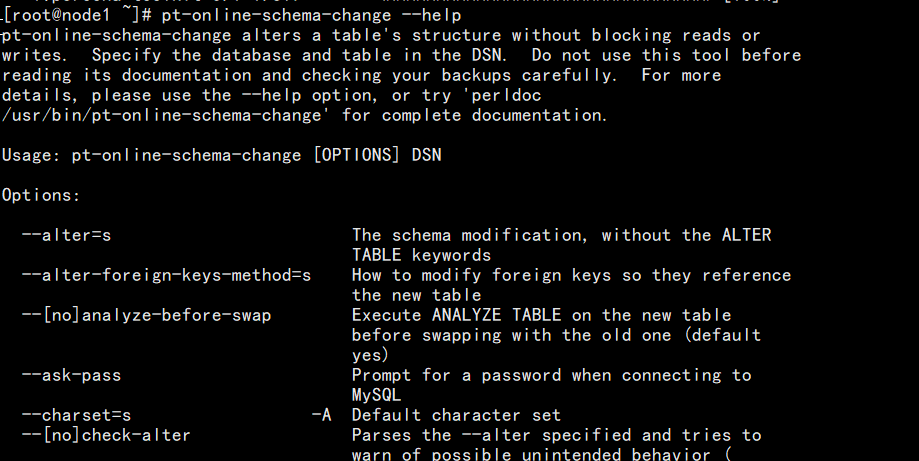 [root@node1 ~]# pt-online-schema-change --help
pt-online-schema-change alters a table's structure without blocking reads or
writes.  Specify the database and table in the DSN.  Do not use this tool before
reading its documentation and checking your backups carefully.  For more
details, please use the --help option, or try 'perldoc
/usr/bin/pt-online-schema-change' for complete documentation.

Usage: pt-online-schema-change [OPTIONS] DSN

Options:

  --alter=s                        The schema modification, without the ALTER
                                   TABLE keywords
  --alter-foreign-keys-method=s    How to modify foreign keys so they reference
                                   the new table
  --[no]analyze-before-swap        Execute ANALYZE TABLE on the new table
                                   before swapping with the old one (default
                                   yes)
  --ask-pass                       Prompt for a password when connecting to
                                   MySQL
  --charset=s                  -A  Default character set
  --[no]check-alter                Parses the --alter specified and tries to
                                   warn of possible unintended behavior (